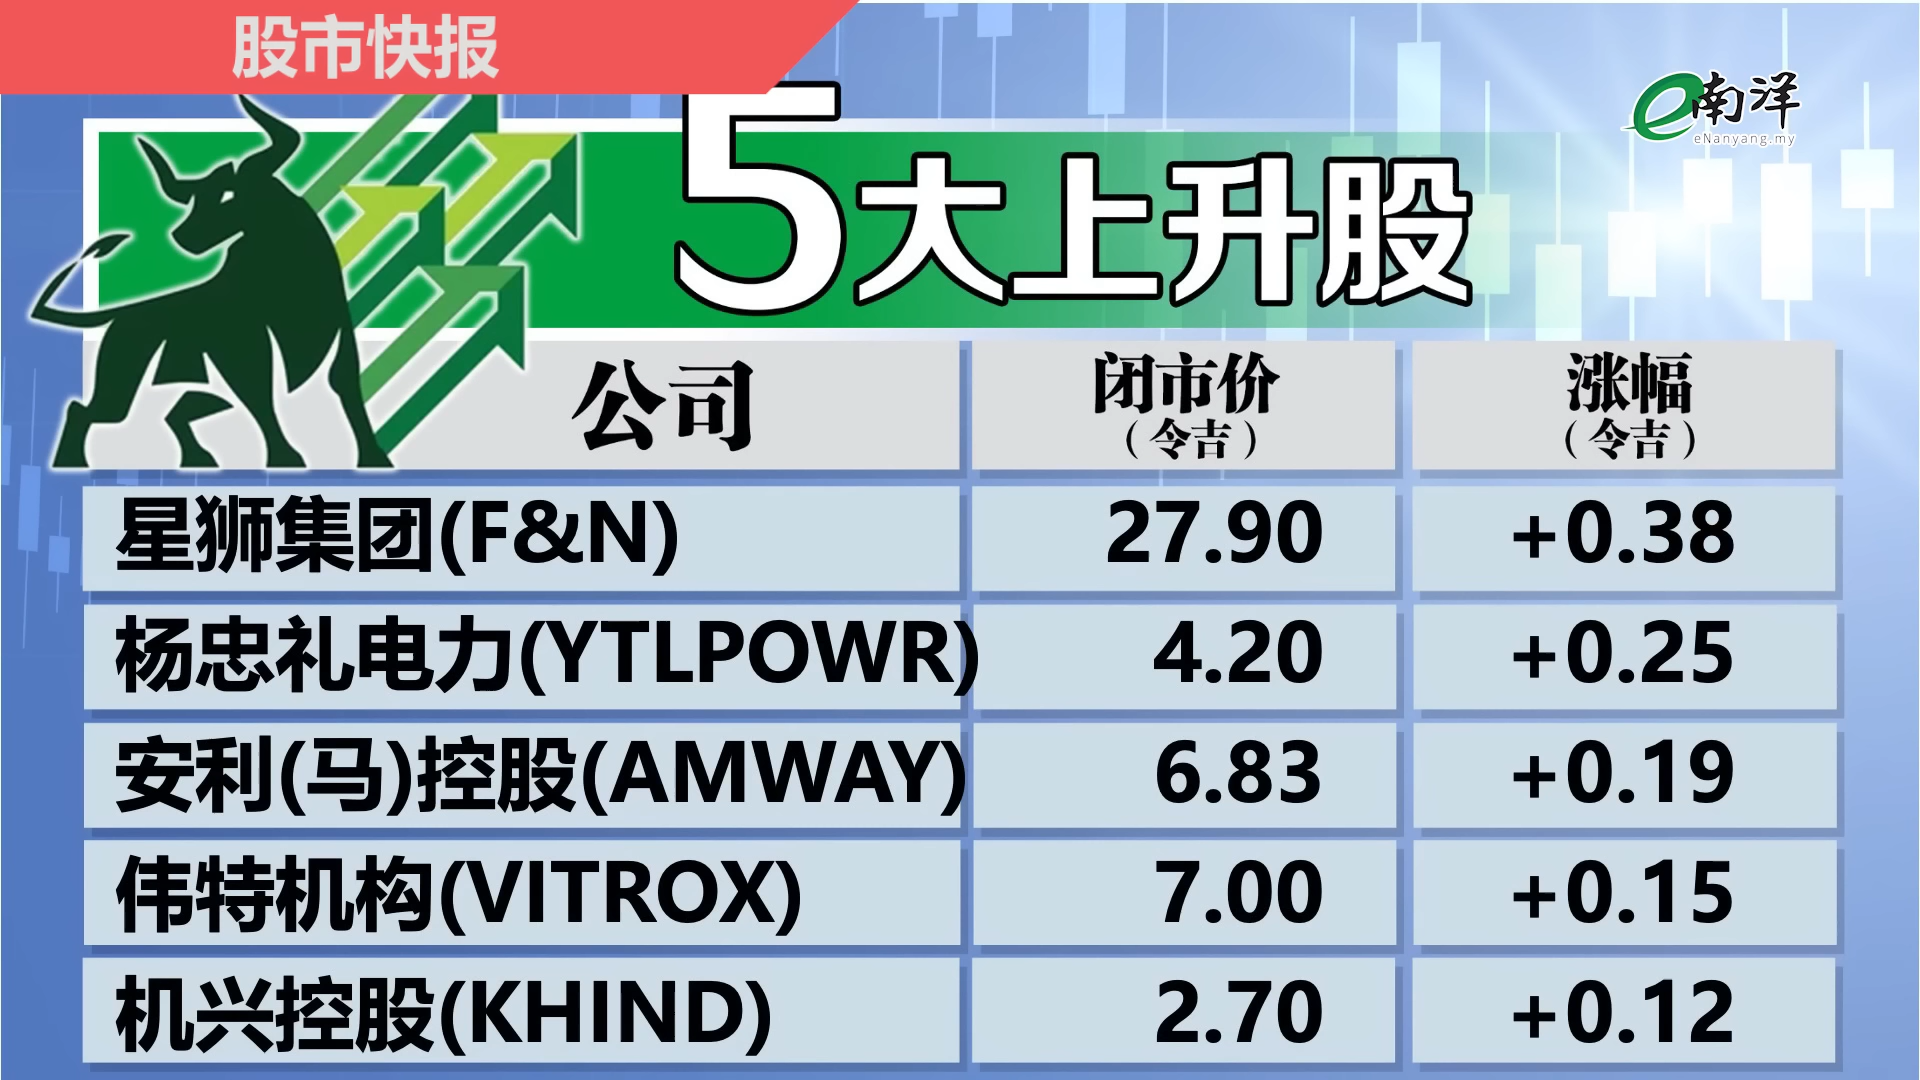 股市快报
e南洋
eNanyang.my
5大上升股
公司 闭市价 涨幅
(令吉) (令吉)
星狮集团(F&N) 27.90 +0.38
杨忠礼电力(YTLPOWR) 4.20 +0.25
安利(马)控股(AMWAY) 6.83 +0.19
伟特机构(VITROX) 7.00 +0.15
机兴控股(KHIND) 2.70 +0.12